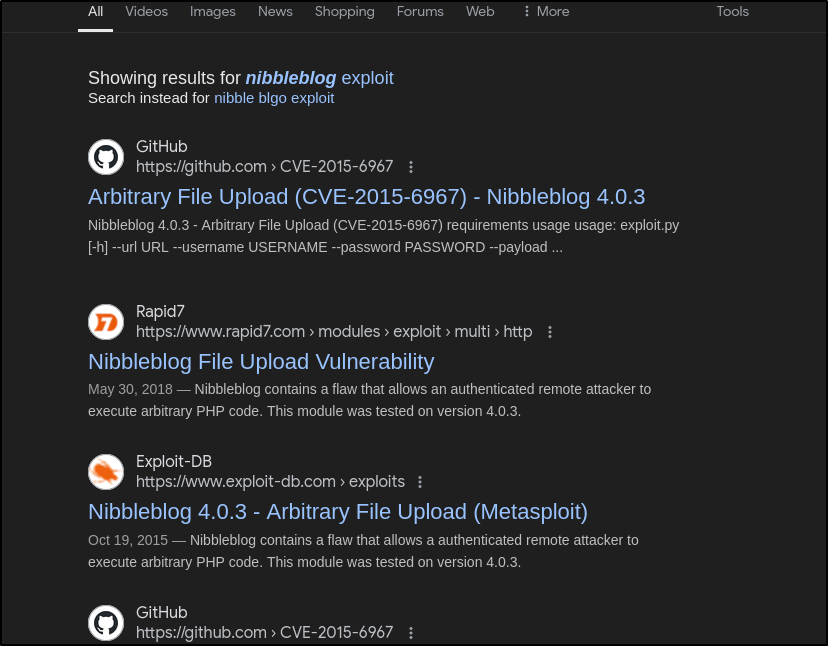 All Videos Images News Shopping Forums Web ⋮ More Tools
Showing results for nibbleblog exploit
Search instead for nibble blgo exploit
GitHub
https://github.com › CVE-2015-6967 ⋮
Arbitrary File Upload (CVE-2015-6967) - Nibbleblog 4.0.3
Nibbleblog 4.0.3 - Arbitrary File Upload (CVE-2015-6967) requirements usage usage: exploit.py
[-h] --url URL --username USERNAME --password PASSWORD --payload ...
Rapid7
https://www.rapid7.com › modules › exploit › multi › http ⋮
Nibbleblog File Upload Vulnerability
May 30, 2018 — Nibbleblog contains a flaw that allows an authenticated remote attacker to
execute arbitrary PHP code. This module was tested on version 4.0.3.
Exploit-DB
https://www.exploit-db.com › exploits ⋮
Nibbleblog 4.0.3 - Arbitrary File Upload (Metasploit)
Oct 19, 2015 — Nibbleblog contains a flaw that allows a authenticated remote attacker to
execute arbitrary PHP code. This module was tested on version 4.0.3.
GitHub
https://github.com › CVE-2015-6967 ⋮